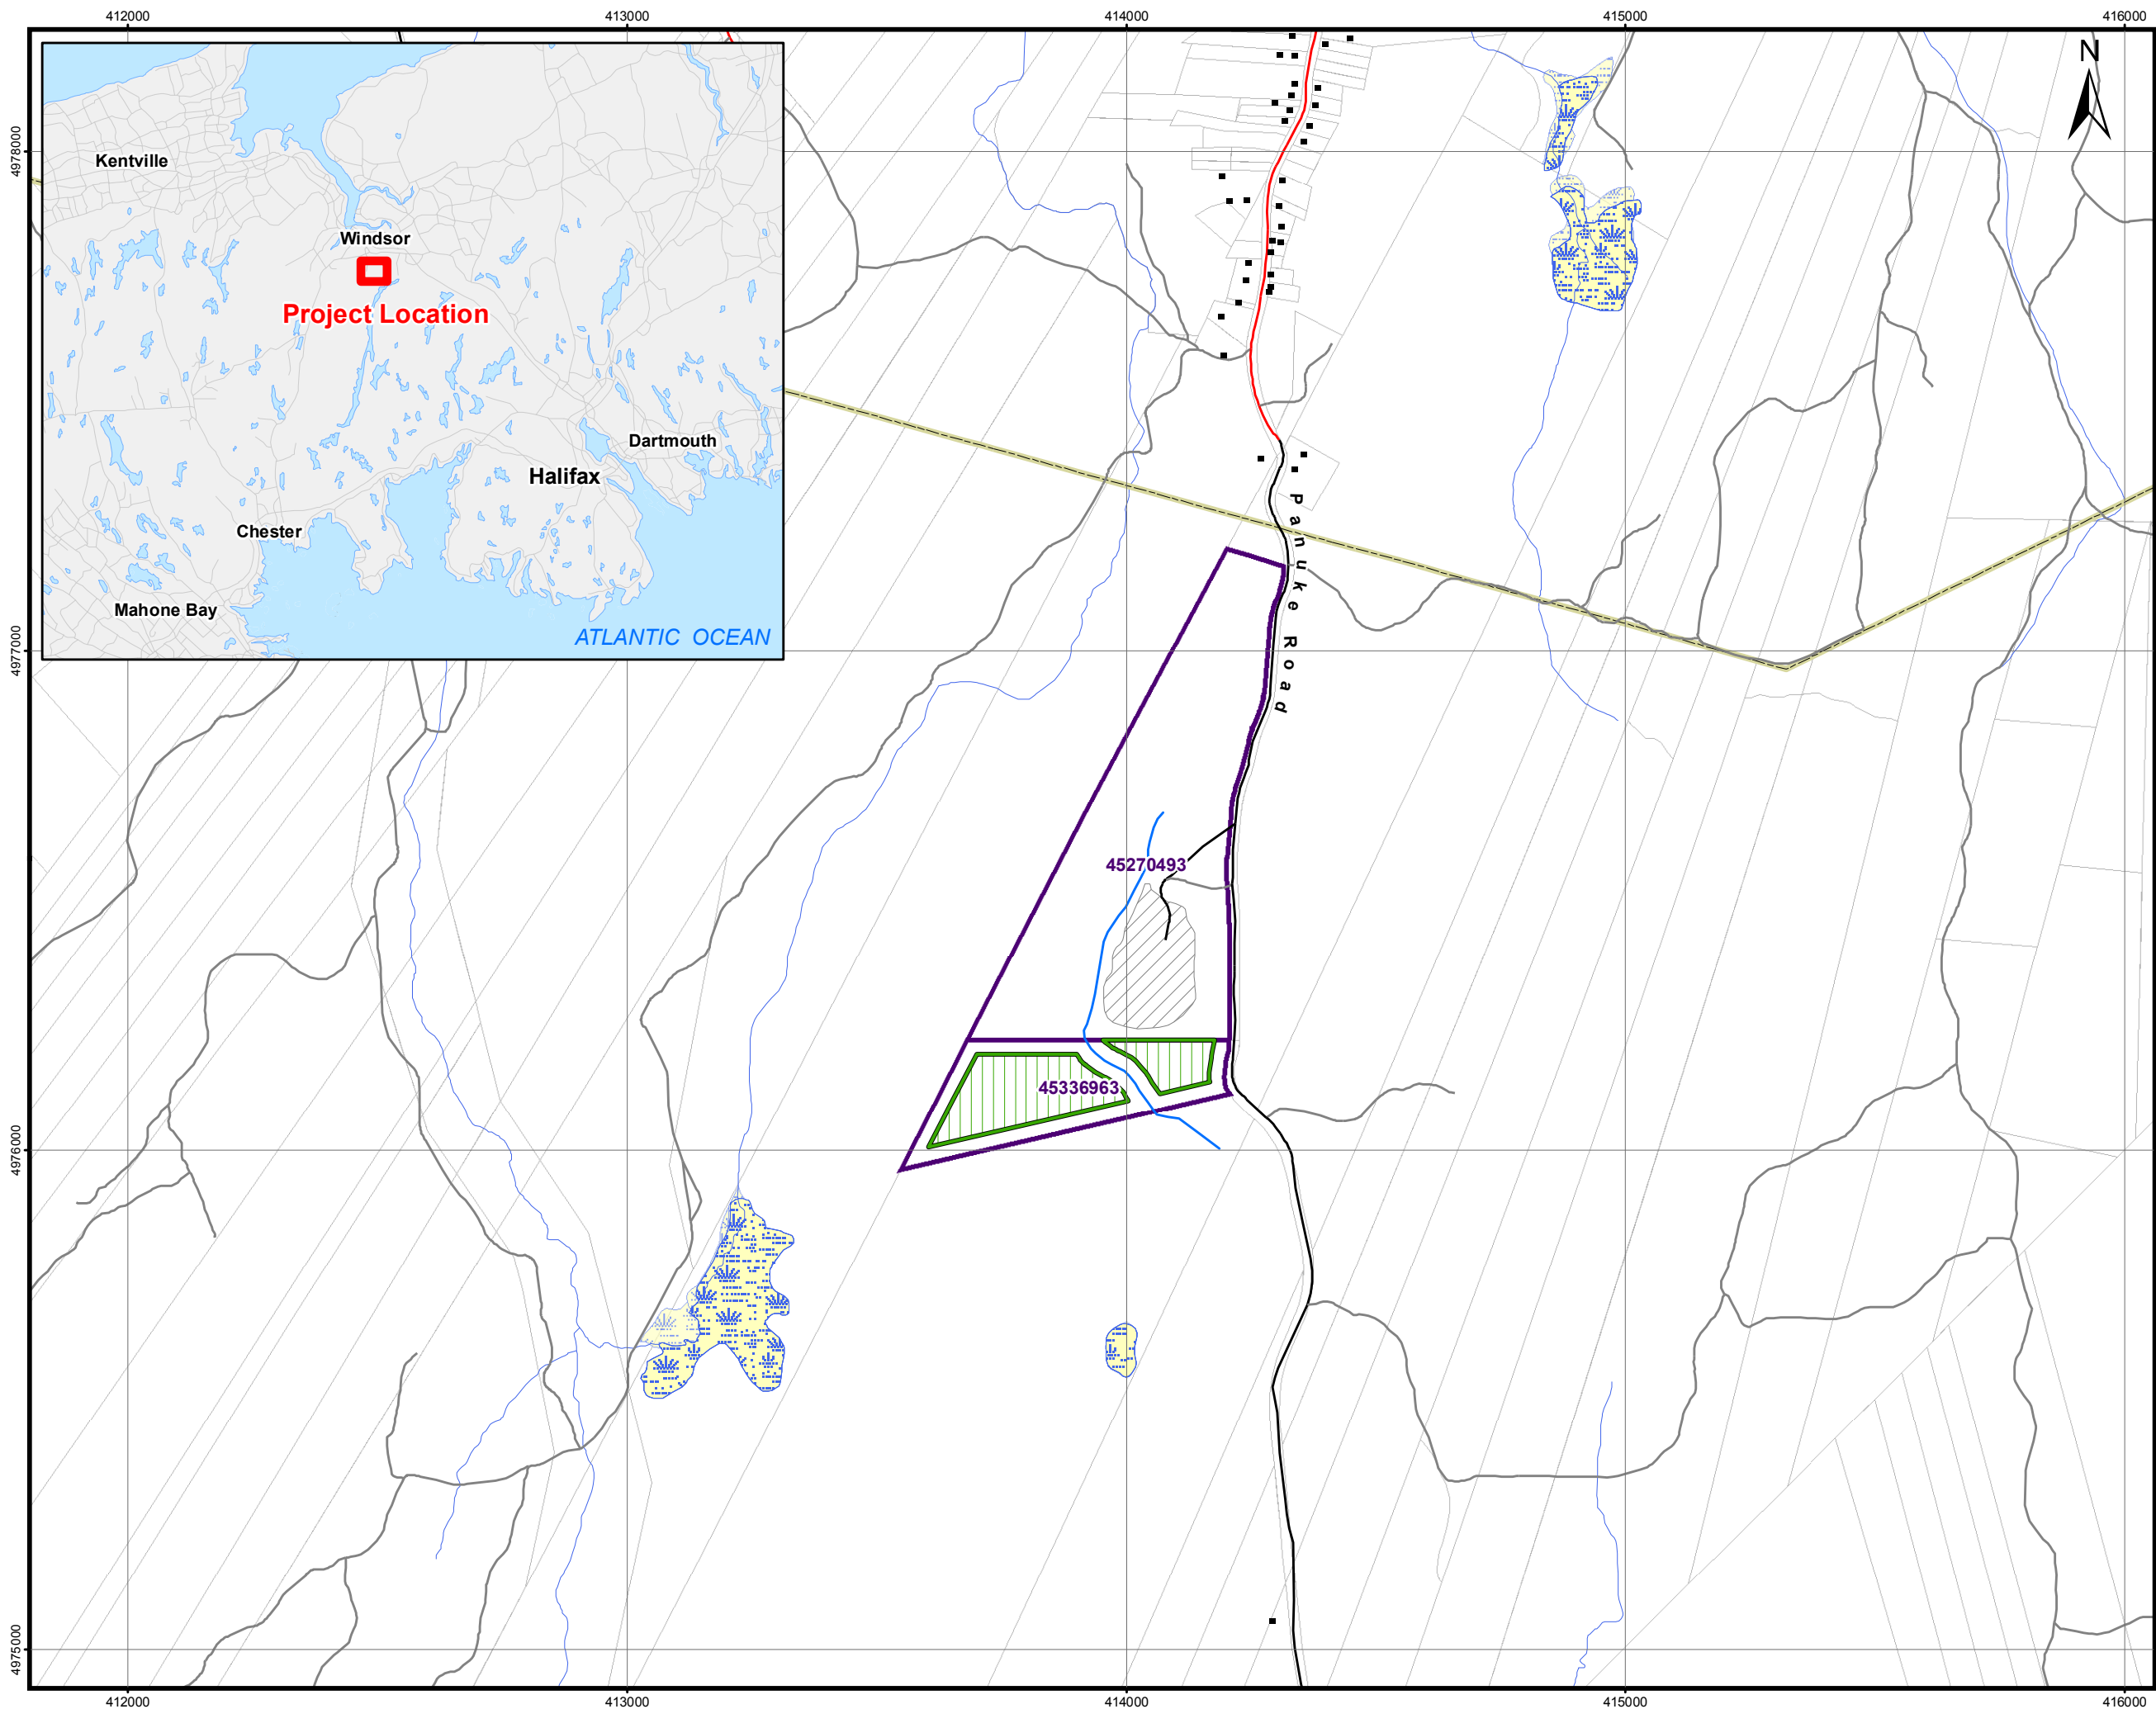 412000
413000
414000
415000
416000
N
4978000
Kentville
Windsor
Project Location
Dartmouth
Halifax
Chester
Mahone Bay
ATLANTIC OCEAN
Panuke Road
4977000
45270493
45336963
4976000
4975000
412000
413000
414000
415000
416000